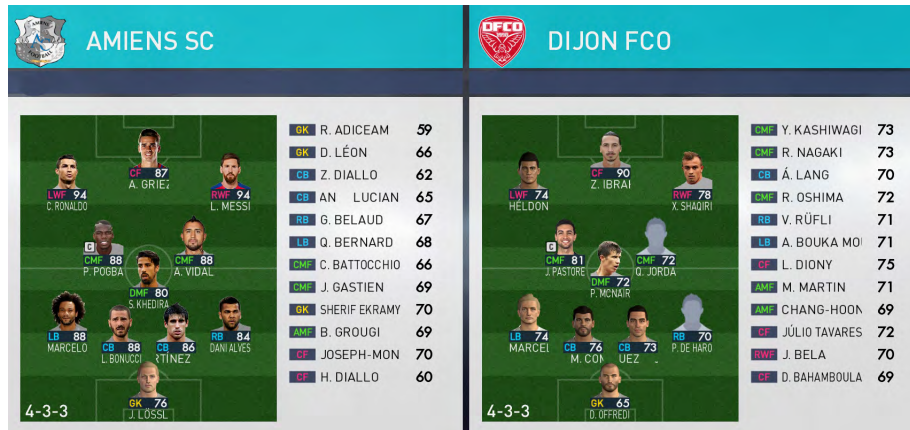 AMIENS SC
CF 87
A. GRIEZ
LWF 94
C. RONALDO
RWF 94
L. MESSI
C
CMF 88
P. POGBA
CMF 88
A. VIDAL
DMF 80
S. KHEDIRA
LB 88
MARCELO
CB 88
L. BONUCCI
CB 86
RTÍNEZ
RB 84
DANI ALVES
GK 76
J. LÖSSL
4-3-3
GK R. ADICEAM 59
GK D. LÉON 66
CB Z. DIALLO 62
CB AN LUCIAN 65
RB G. BELAUD 67
LB Q. BERNARD 68
CMF C. BATTOCCHIO 66
CMF J. GASTIEN 69
GK SHERIF EKRAMY 70
AMF B. GROUGI 69
CF JOSEPH-MON 70
CF H. DIALLO 60
DFCO
DIJON FCO
CF 90
Z. IBRAI
LWF 74
HÉLDON
RWF 78
X. SHAQIRI
C
CMF 81
J. PASTORE
CMF 72
Q. JORDA
DMF 72
P. MCNAIR
LB 74
MARCEL
CB 76
M. CON
CB 73
UEZ
RB 70
P. DE HARO
GK 65
D. OFFREDI
4-3-3
CMF Y. KASHIWAGI 73
CMF R. NAGAKI 73
CB Á. LANG 70
CMF R. OSHIMA 72
RB V. RÜFLI 71
LB A. BOUKA MOU 71
CF L. DIONY 75
AMF M. MARTIN 71
AMF CHANG-HOON 69
CF JÚLIO TAVARES 72
RWF J. BELA 70
CF D. BAHAMBOULA 69